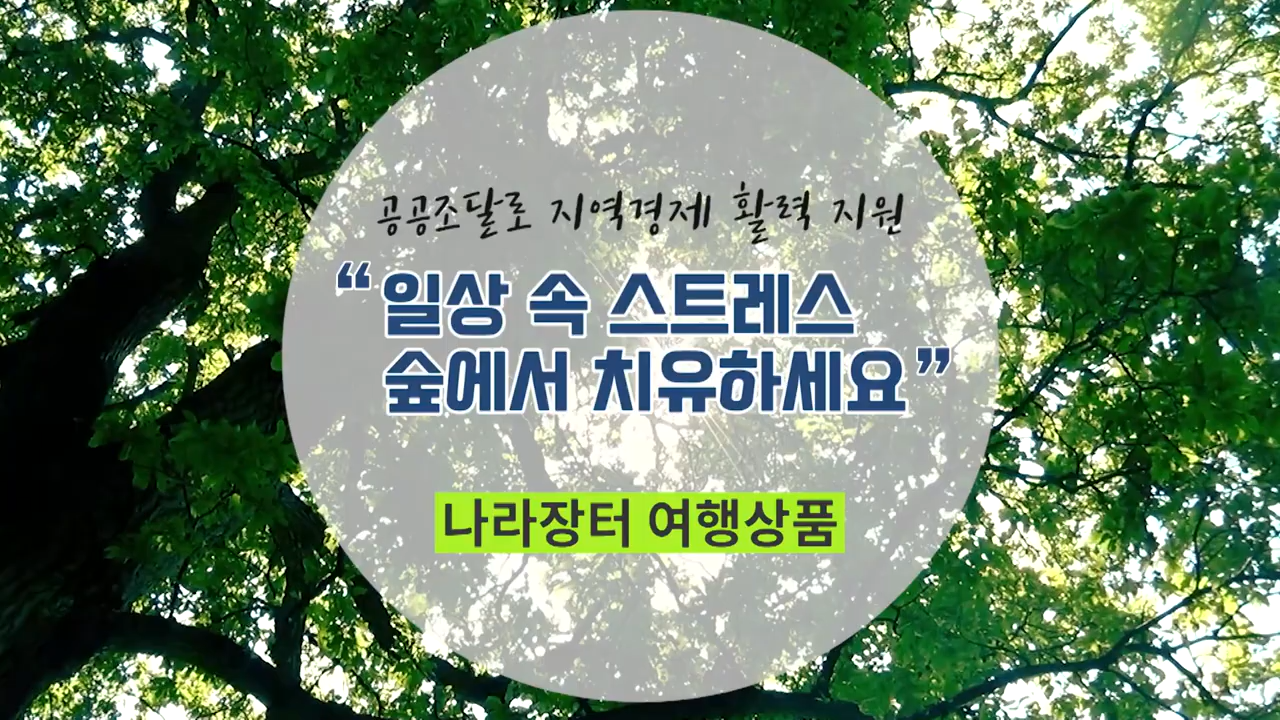 공공조달로 지역경제 활력 지원
“일상 속 스트레스
숲에서 치유하세요”
나라장터 여행상품